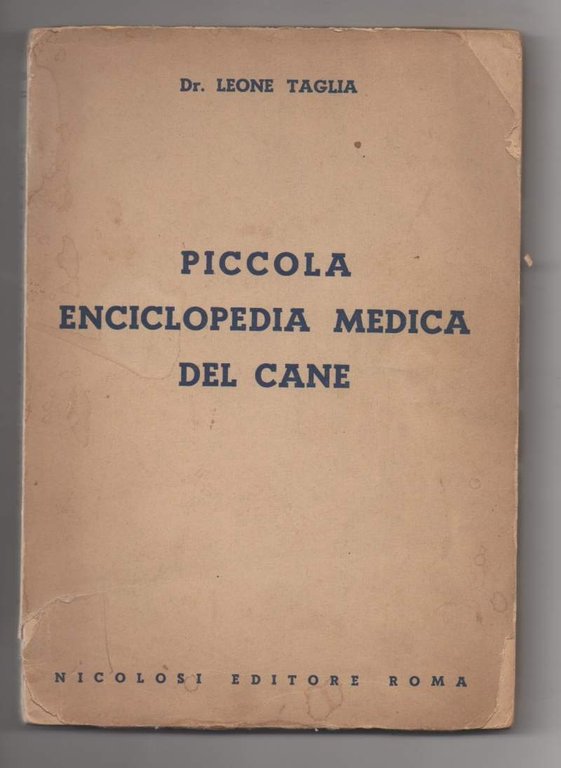 Dr. LEONE TAGLIA
PICCOLA
ENCICLOPEDIA MEDICA
DEL CANE
NICOLOSI EDITORE ROMA